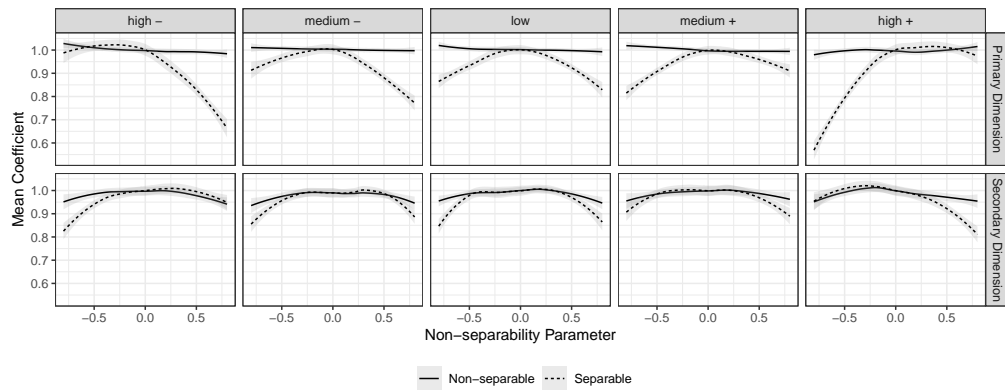 high − medium − low medium + high +
1.0
0.9
0.8
0.7
0.6
Primary Dimension
1.0
0.9
0.8
0.7
0.6
Secondary Dimension
Mean Coefficient
−0.5 0.0 0.5 −0.5 0.0 0.5 −0.5 0.0 0.5 −0.5 0.0 0.5 −0.5 0.0 0.5
Non−separability Parameter
Non−separable Separable